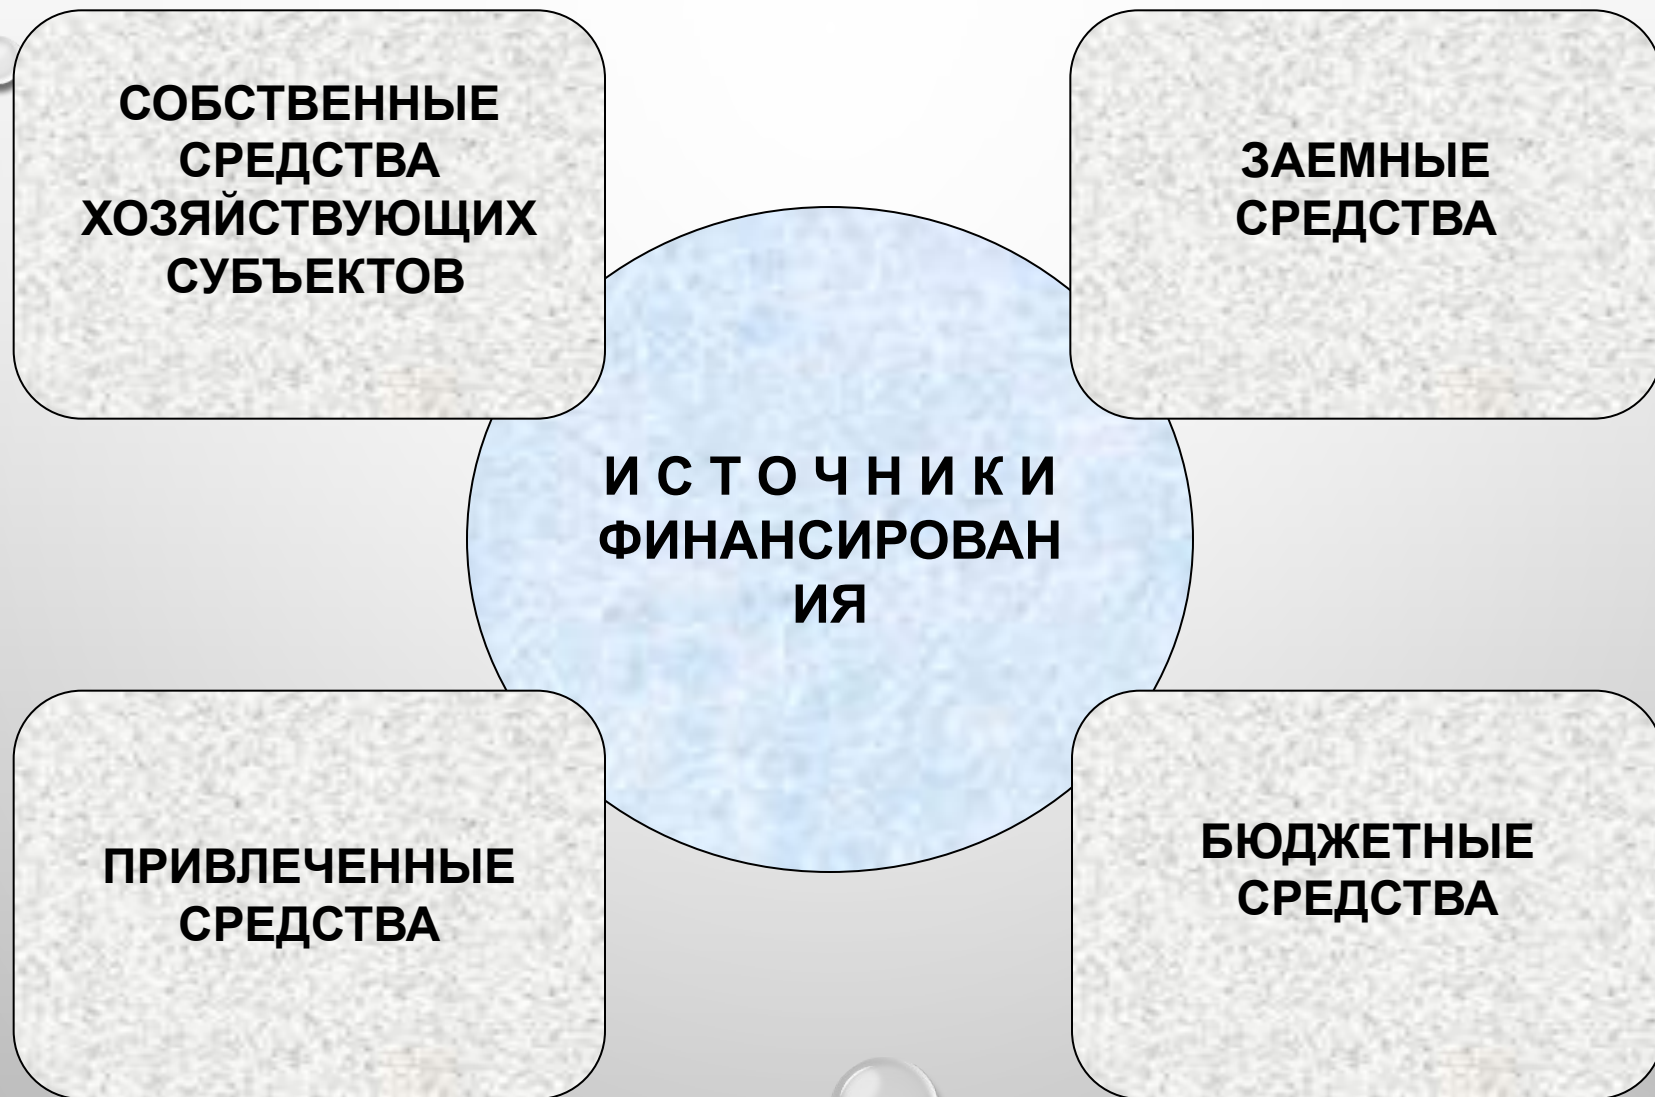 СОБСТВЕННЫЕ
СРЕДСТВА
ХОЗЯЙСТВУЮЩИХ
СУБЪЕКТОВ
ЗАЕМНЫЕ
СРЕДСТВА
И С Т О Ч Н И К И
ФИНАНСИРОВАН
ИЯ
ПРИВЛЕЧЕННЫЕ
СРЕДСТВА
БЮДЖЕТНЫЕ
СРЕДСТВА